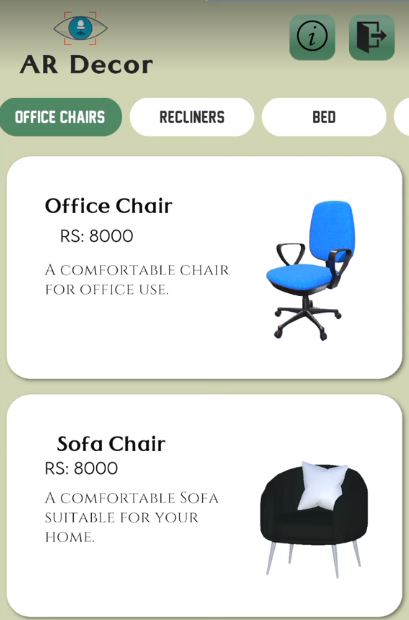 AR Decor
OFFICE CHAIRS
RECLINERS
BED
Office Chair
RS: 8000
A COMFORTABLE CHAIR
FOR OFFICE USE.
Sofa Chair
RS: 8000
A COMFORTABLE SOFA
SUITABLE FOR YOUR
HOME.